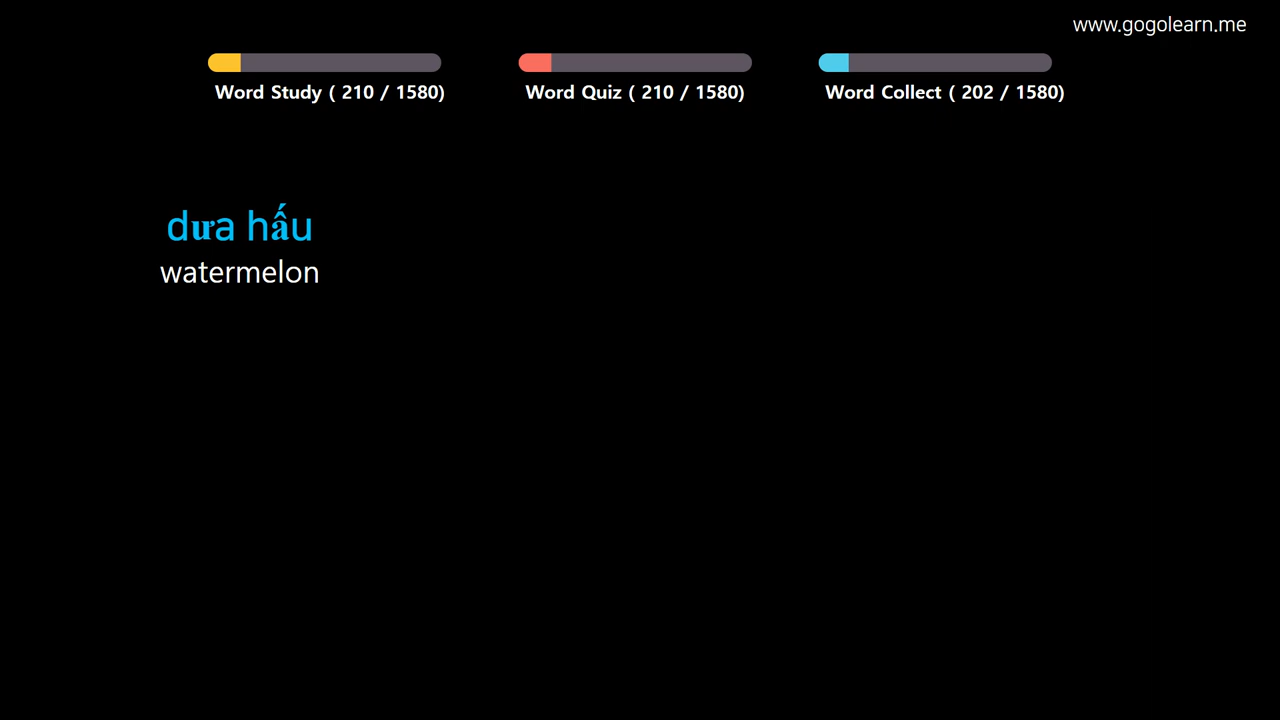 www.gogolearn.me
Word Study ( 210 / 1580)
Word Quiz ( 210 / 1580)
Word Collect ( 202 / 1580)
dưa hấu
watermelon